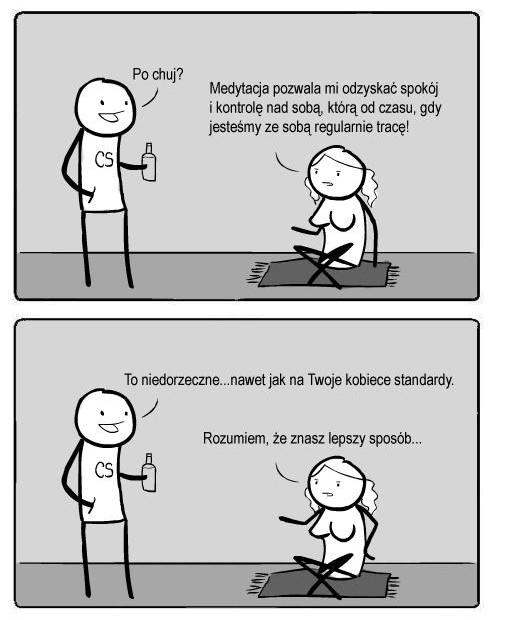 Po chuj?
Medytacja pozwala mi odzyskać spokój
i kontrolę nad sobą, którą od czasu, gdy
jesteśmy ze sobą regularnie tracę!
CS
To niedorzeczne...nawet jak na Twoje kobiece standardy.
Rozumiem, że znasz lepszy sposób...
CS